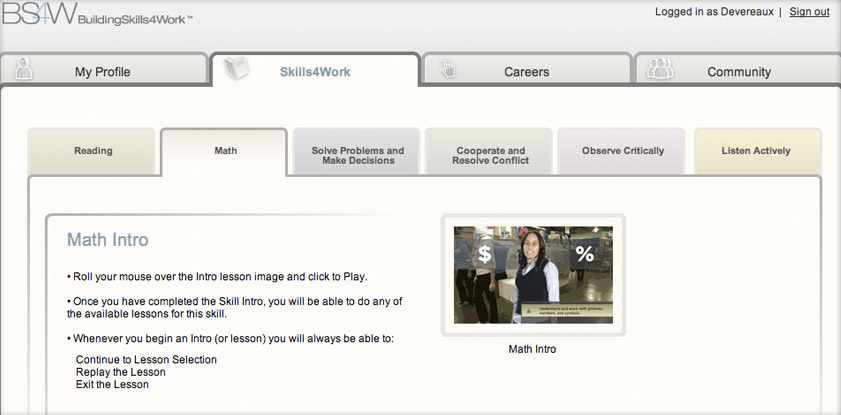 BS4W BuildingSkills4Work™
Logged in as Devereaux | Sign out
My Profile
Skills4Work
Careers
Community
Reading
Math
Solve Problems and
Make Decisions
Cooperate and
Resolve Conflict
Observe Critically
Listen Actively
Math Intro
• Roll your mouse over the Intro lesson image and click to Play.
• Once you have completed the Skill Intro, you will be able to do any of
the available lessons for this skill.
• Whenever you begin an Intro (or lesson) you will always be able to:
Continue to Lesson Selection
Replay the Lesson
Exit the Lesson
$ %
Understand and work with pictures,
numbers, and symbols.
Math Intro